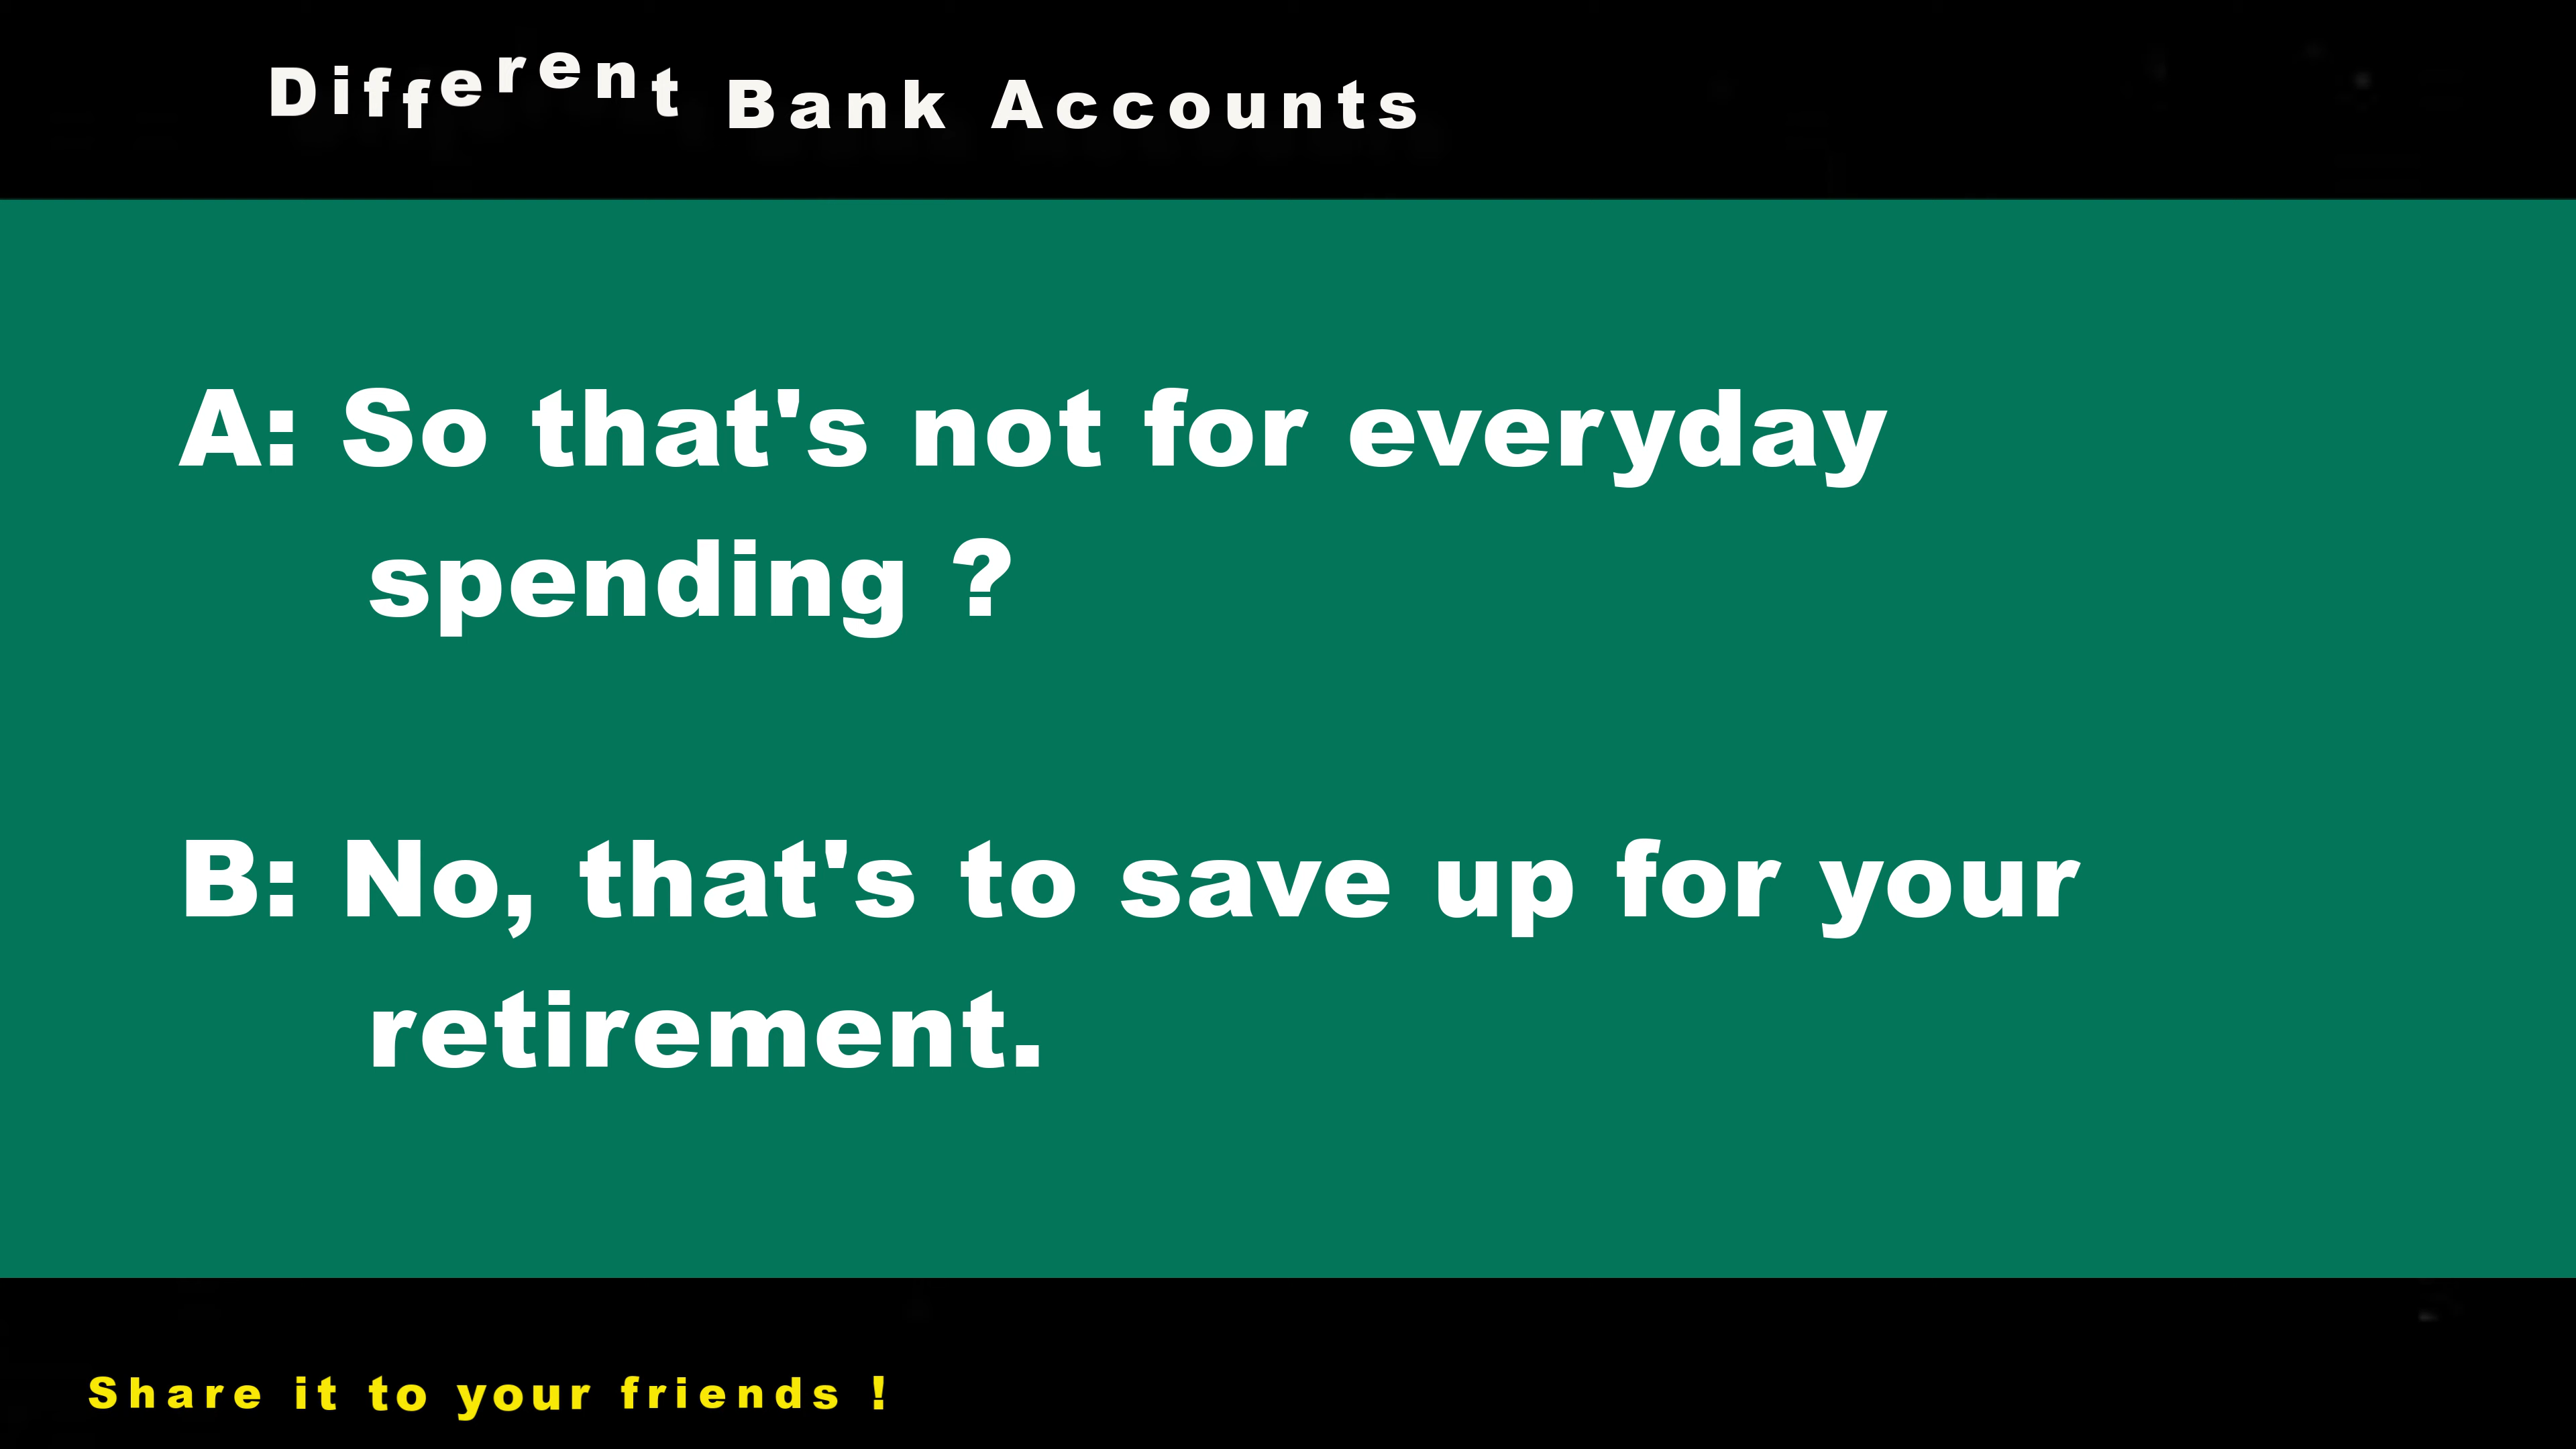 Different Bank Accounts
A: So that's not for everyday
spending ?
B: No, that's to save up for your
retirement.
Share it to your friends !